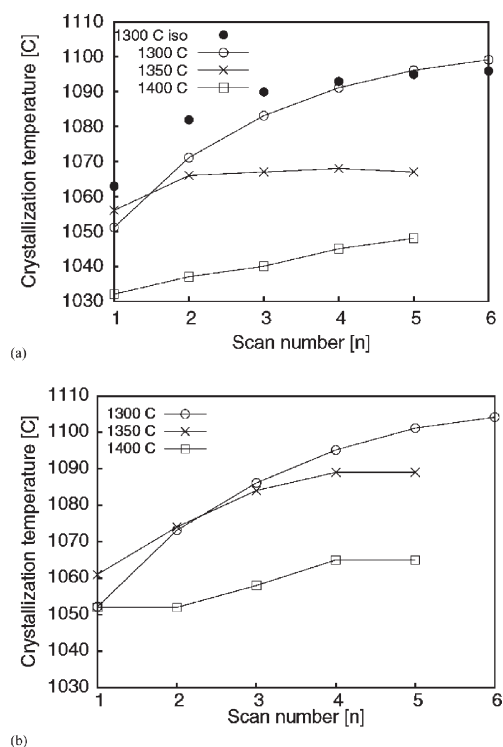 1300 C iso
1300 C
1350 C
1400 C
Crystallization temperature [C]
1110
1100
1090
1080
1070
1060
1050
1040
1030
1 2 3 4 5 6
Scan number [n]
(a)
1300 C
1350 C
1400 C
Crystallization temperature [C]
1110
1100
1090
1080
1070
1060
1050
1040
1030
1 2 3 4 5 6
Scan number [n]
(b)